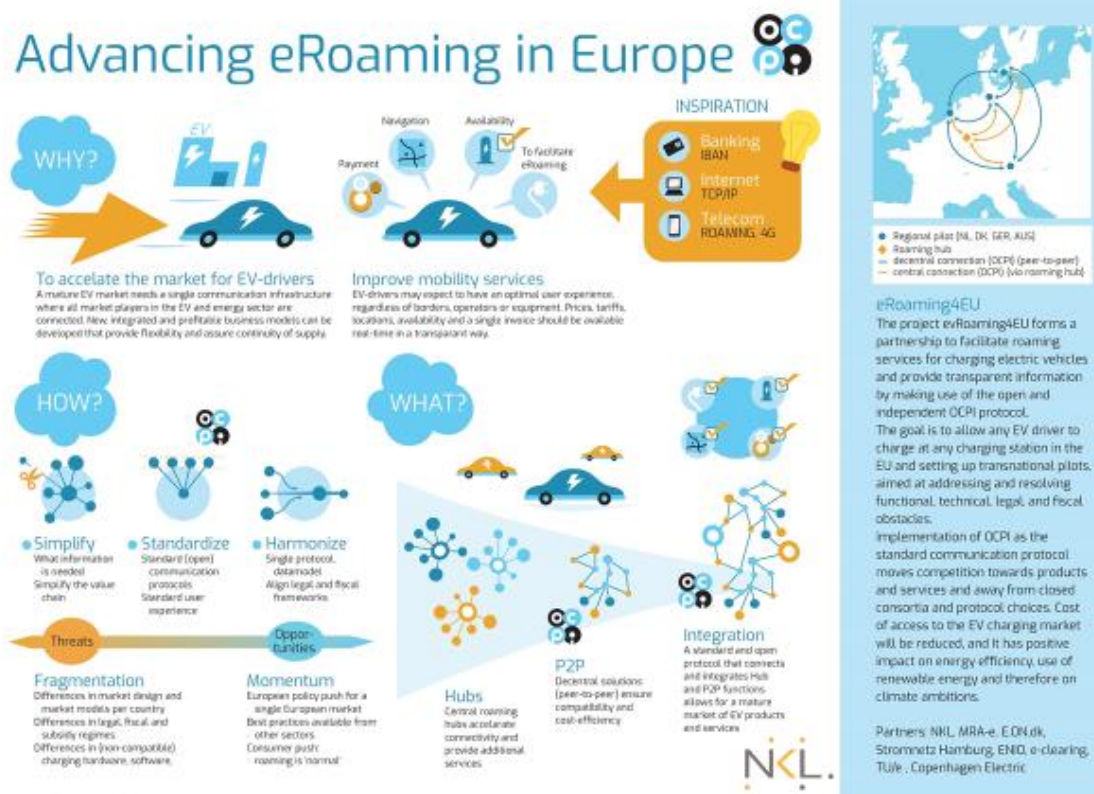 Advancing eRoaming in Europe
OCPI
WHY?
EV
Payment
Navigation
Availability
To facilitate
eRoaming
INSPIRATION
Banking
IBAN
Internet
TCP/IP
Telecom
ROAMING, 4G
To accelate the market for EV-drivers
A mature EV market needs a single communication infrastructure
where all market players in the EV and energy sector are
connected. New, integrated and profitable business models can be
developed that provide flexibility and assure continuity of supply.
Improve mobility services
EV-drivers may expect to have an optimal user experience,
regardless of borders, operators or equipment. Prices, tariffs,
locations, availability and a single invoice should be available
real-time in a transparant way.
HOW?
OCPI
Simplify
What information
is needed
Simplify the value
chain
Standardize
Standard (open)
communication
protocols
Standard user
experience
Harmonize
Single protocol,
datamodel
Align legal and fiscal
frameworks
Threats
Oppor-
tunities
Fragmentation
Differences in market design and
market models per country
Differences in legal, fiscal and
subsidy regimes
Differences in (non-compatible)
charging hardware, software,
Momentum
European policy push for a
single European market
Best practices available from
other sectors
Consumer push:
roaming is 'normal'
WHAT?
Hubs
Central roaming
hubs accelarate
connectivity and
provide additional
services
OCPI
P2P
Decentral solutions
(peer-to-peer) ensure
compatibility and
cost-efficiency
OCPI
Integration
A standard and open
protocol that connects
and integrates Hub
and P2P functions
allows for a mature
market of EV products
and services
NKL.
Regional pilot (NL, DK, GER, AUS)
Roaming hub
decentral connection (OCPI) (peer-to-peer)
central connection (OCPI) (via roaming hub)
eRoaming4EU
The project evRoaming4EU forms a
partnership to facilitate roaming
services for charging electric vehicles
and provide transparent information
by making use of the open and
independent OCPI protocol.
The goal is to allow any EV driver to
charge at any charging station in the
EU and setting up transnational pilots,
aimed at addressing and resolving
functional, technical, legal, and fiscal
obstacles.
Implementation of OCPI as the
standard communication protocol
moves competition towards products
and services and away from closed
consortia and protocol choices. Cost
of access to the EV charging market
will be reduced, and it has positive
impact on energy efficiency, use of
renewable energy and therefore on
climate ambitions.
Partners: NKL, MRA-e, E.ON.dk,
Stromnetz Hamburg, ENIO, e-clearing,
TU/e , Copenhagen Electric